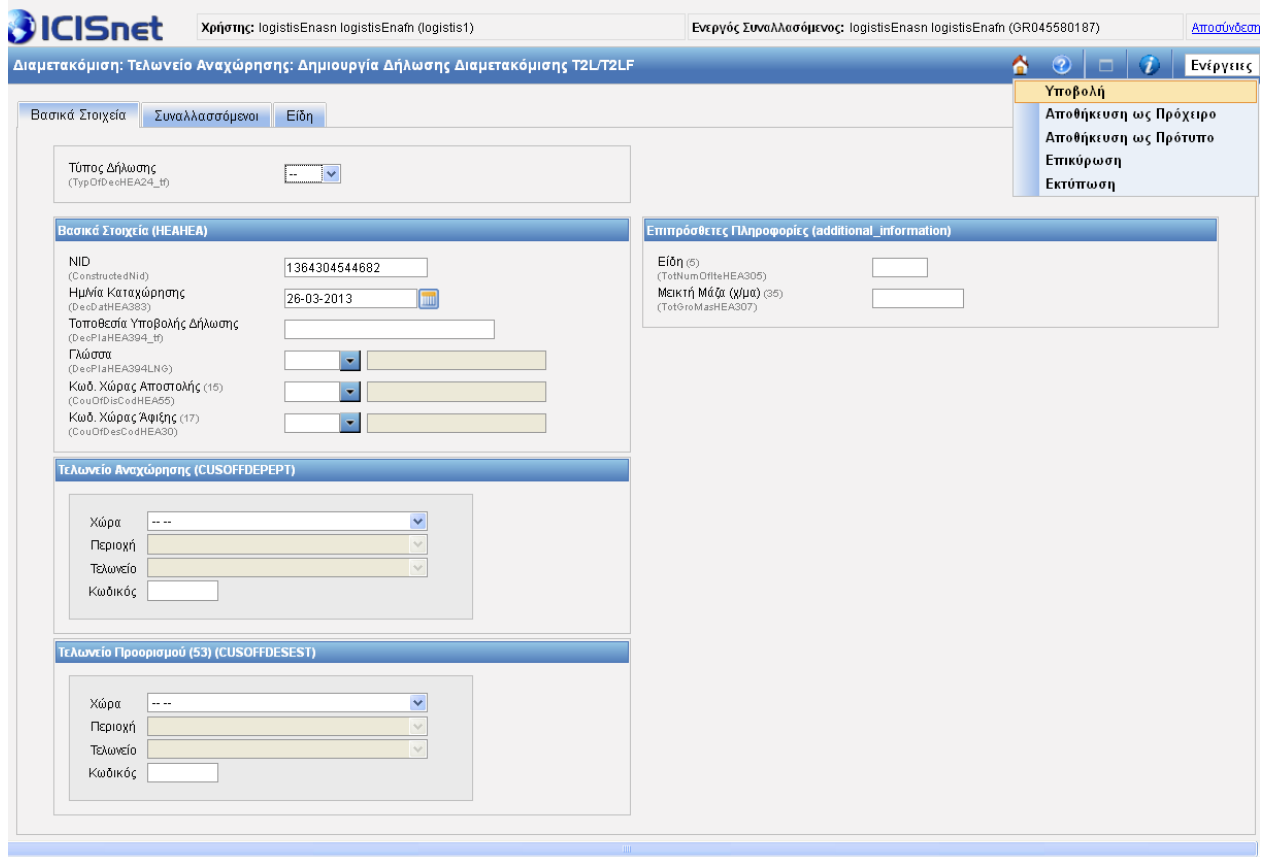 ICISnet Χρήστης: logistisEnasn logistisEnafn (logistis1) Ενεργός Συναλλασόμενος: logistisEnasn logistisEnafn (GR045580187) Αποσύνδεση
Διαμετακόμιση: Τελωνείο Αναχώρησης: Δημιουργία Δήλωσης Διαμετακόμισης T2L/T2LF Ενέργειες
Υποβολή
Αποθήκευση ως Πρόχειρο
Αποθήκευση ως Πρότυπο
Επικύρωση
Εκτύπωση
Βασικά Στοιχεία Συναλλασσόμενοι Είδη
Τύπος Δήλωσης
(TypOfDecHEA24_tf)
--
Βασικά Στοιχεία (HEAHEA)
NID
(ConstructedNid)
1364304544682
Ημ/νία Καταχώρησης
(DecDatHEA383)
26-03-2013
Τοποθεσία Υποβολής Δήλωσης
(DecPlaHEA394_tf)
Γλώσσα
(DecPlaHEA394LNG)
Κωδ. Χώρας Αποστολής (15)
(CouOfDisCodHEA55)
Κωδ. Χώρας Άφιξης (17)
(CouOfDesCodHEA30)
Επιπρόσθετες Πληροφορίες (additional_information)
Είδη (5)
(TotNumOfIteHEA305)
Μεικτή Μάζα (χ/μα) (35)
(TotGroMasHEA307)
Τελωνείο Αναχώρησης (CUSOFFDEPEPT)
Χώρα -- --
Περιοχή
Τελωνείο
Κωδικός
Τελωνείο Προορισμού (53) (CUSOFFDESEST)
Χώρα -- --
Περιοχή
Τελωνείο
Κωδικός